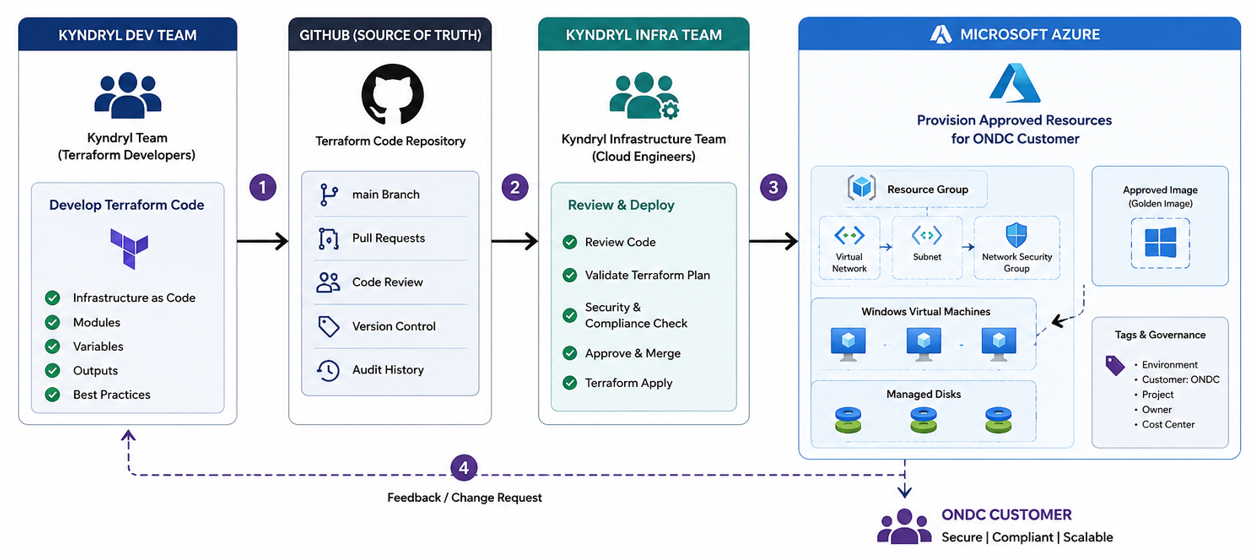 KYNDRYL DEV TEAM
Kyndryl Team
(Terraform Developers)
Develop Terraform Code
Infrastructure as Code
Modules
Variables
Outputs
Best Practices
1
GITHUB (SOURCE OF TRUTH)
Terraform Code Repository
main Branch
Pull Requests
Code Review
Version Control
Audit History
2
KYNDRYL INFRA TEAM
Kyndryl Infrastructure Team
(Cloud Engineers)
Review & Deploy
Review Code
Validate Terraform Plan
Security &
Compliance Check
Approve & Merge
Terraform Apply
3
MICROSOFT AZURE
Provision Approved Resources
for ONDC Customer
Resource Group
Virtual
Network
Subnet
Network Security
Group
Windows Virtual Machines
Managed Disks
Approved Image
(Golden Image)
Tags & Governance
• Environment
• Customer: ONDC
• Project
• Owner
• Cost Center
4
Feedback / Change Request
ONDC CUSTOMER
Secure | Compliant | Scalable